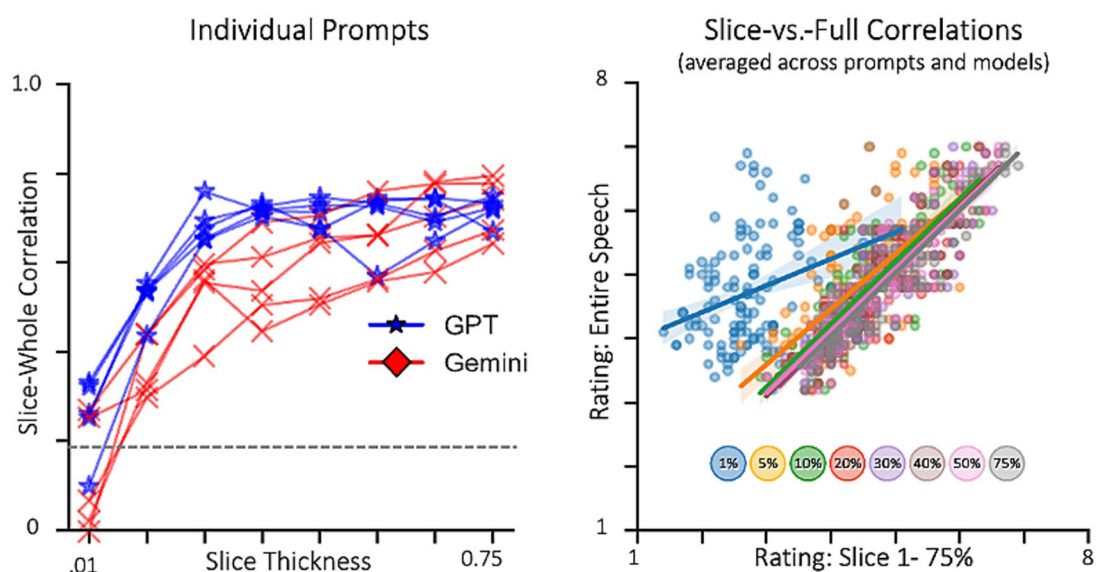 Individual Prompts
1.0
Slice-Whole Correlation
GPT
Gemini
0
.01
Slice Thickness
0.75
Slice-vs.-Full Correlations
(averaged across prompts and models)
8
Rating: Entire Speech
1% 5% 10% 20% 30% 40% 50% 75%
1
1
Rating: Slice 1- 75%
8